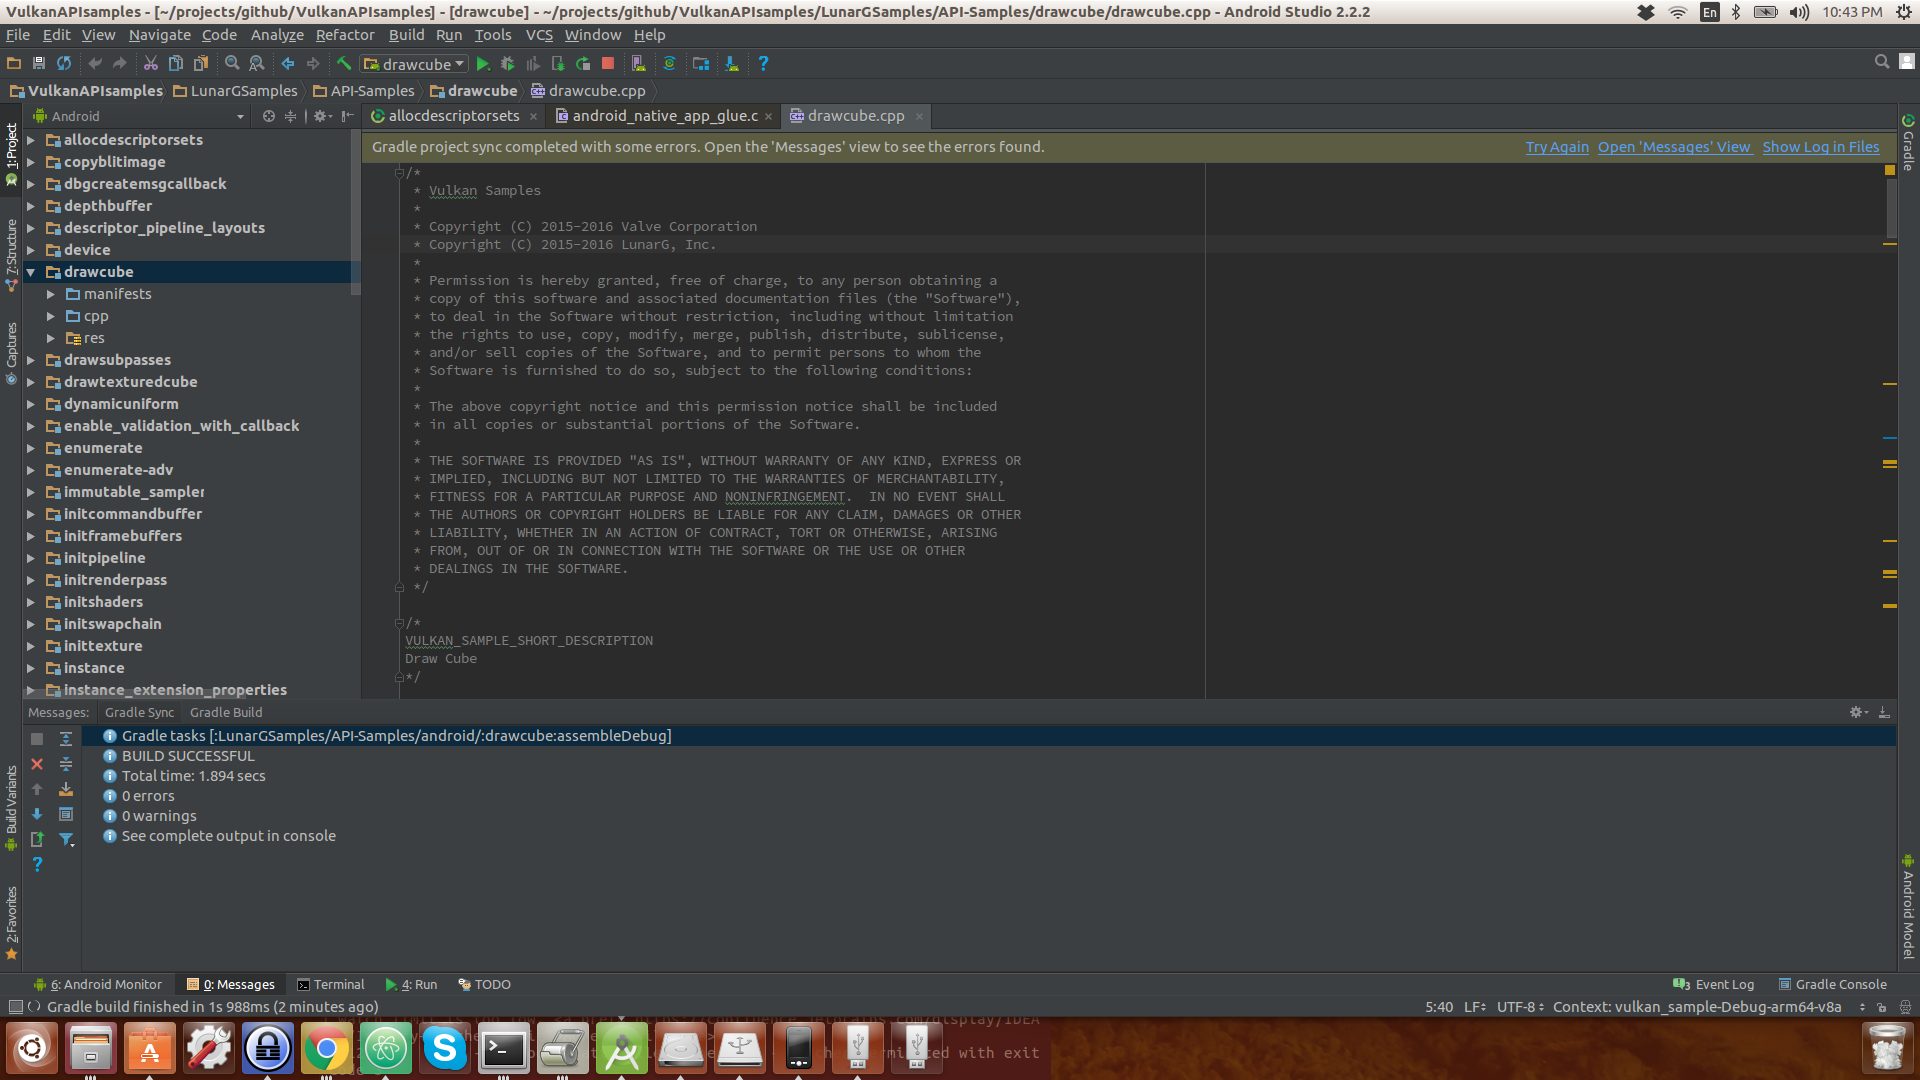 VulkanAPIsamples - [~/projects/github/VulkanAPIsamples] - [drawcube] - ~/projects/github/VulkanAPIsamples/LunarGSamples/API-Samples/drawcube/drawcube.cpp - Android Studio 2.2.2
En
10:43 PM
File Edit View Navigate Code Analyze Refactor Build Run Tools VCS Window Help
drawcube
VulkanAPIsamples LunarGSamples API-Samples drawcube drawcube.cpp
Android
allocdescriptorsets android_native_app_glue.c drawcube.cpp
Gradle project sync completed with some errors. Open the 'Messages' view to see the errors found.
Try Again Open 'Messages' View Show Log in Files
1: Project
7: Structure
Captures
Build Variants
2: Favorites
allocdescriptorsets
copyblitimage
dbgcreatemsgcallback
depthbuffer
descriptor_pipeline_layouts
device
drawcube
manifests
cpp
res
drawsubpasses
drawtexturedcube
dynamicuniform
enable_validation_with_callback
enumerate
enumerate-adv
immutable_sampler
initcommandbuffer
initframebuffers
initpipeline
initrenderpass
initshaders
initswapchain
inittexture
instance
instance_extension_properties
/*
* Vulkan Samples
*
* Copyright (C) 2015-2016 Valve Corporation
* Copyright (C) 2015-2016 LunarG, Inc.
*
* Permission is hereby granted, free of charge, to any person obtaining a
* copy of this software and associated documentation files (the "Software"),
* to deal in the Software without restriction, including without limitation
* the rights to use, copy, modify, merge, publish, distribute, sublicense,
* and/or sell copies of the Software, and to permit persons to whom the
* Software is furnished to do so, subject to the following conditions:
*
* The above copyright notice and this permission notice shall be included
* in all copies or substantial portions of the Software.
*
* THE SOFTWARE IS PROVIDED "AS IS", WITHOUT WARRANTY OF ANY KIND, EXPRESS OR
* IMPLIED, INCLUDING BUT NOT LIMITED TO THE WARRANTIES OF MERCHANTABILITY,
* FITNESS FOR A PARTICULAR PURPOSE AND NONINFRINGEMENT.  IN NO EVENT SHALL
* THE AUTHORS OR COPYRIGHT HOLDERS BE LIABLE FOR ANY CLAIM, DAMAGES OR OTHER
* LIABILITY, WHETHER IN AN ACTION OF CONTRACT, TORT OR OTHERWISE, ARISING
* FROM, OUT OF OR IN CONNECTION WITH THE SOFTWARE OR THE USE OR OTHER
* DEALINGS IN THE SOFTWARE.
*/
/*
VULKAN_SAMPLE_SHORT_DESCRIPTION
Draw Cube
*/
Gradle
Android Model
Messages: Gradle Sync Gradle Build
Gradle tasks [:LunarGSamples/API-Samples/android/:drawcube:assembleDebug]
BUILD SUCCESSFUL
Total time: 1.894 secs
0 errors
0 warnings
See complete output in console
6: Android Monitor 0: Messages Terminal 4: Run TODO
Event Log Gradle Console
Gradle build finished in 1s 988ms (2 minutes ago)
5:40 LF UTF-8 Context: vulkan_sample-Debug-arm64-v8a